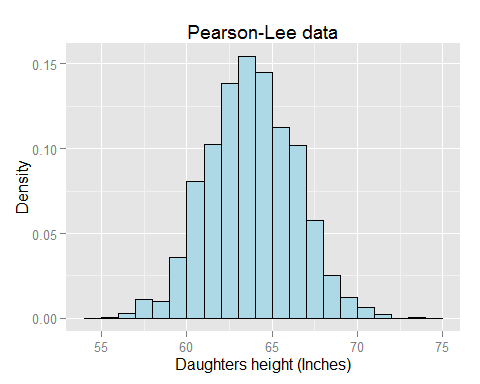 Pearson-Lee data
Density
0.15
0.10
0.05
0.00
55 60 65 70 75
Daughters height (Inches)